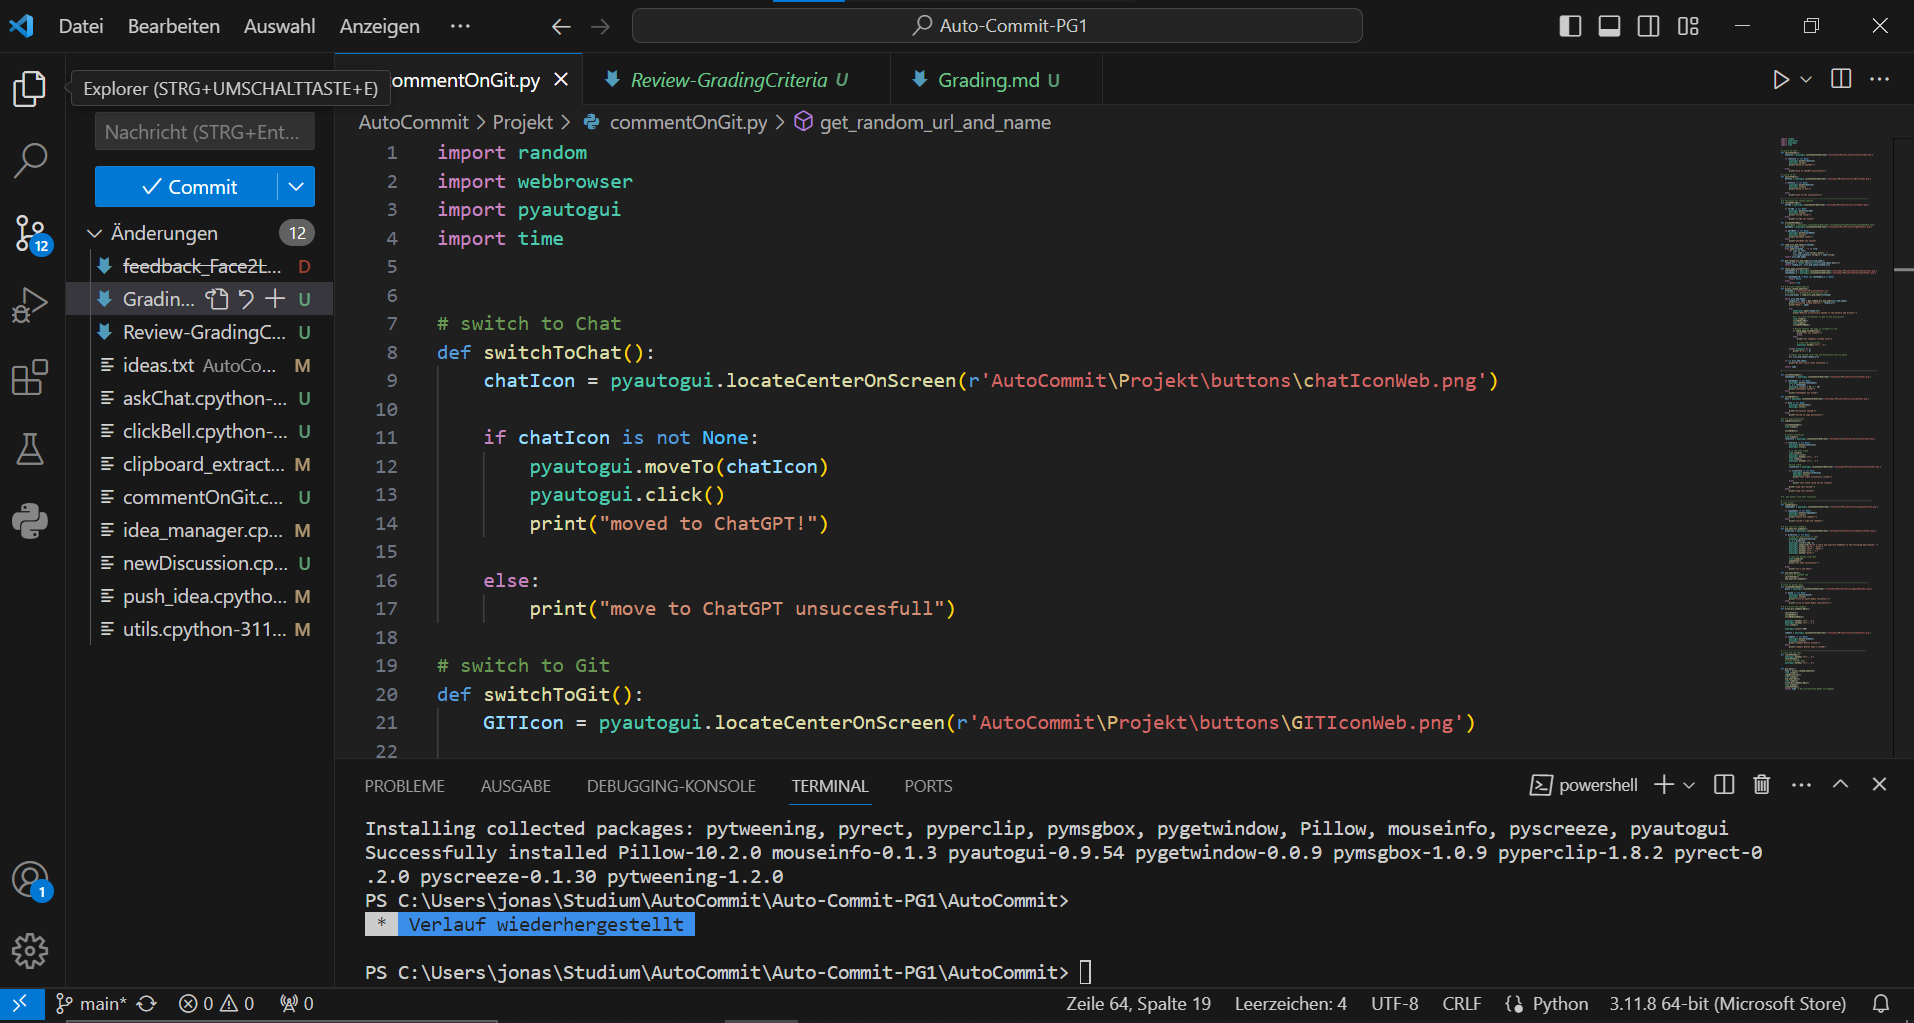 Datei Bearbeiten Auswahl Anzeigen ···
Auto-Commit-PG1
Explorer (STRG+UMSCHALTTASTE+E)
ommentOnGit.py
Review-GradingCriteria U
Grading.md U
Nachricht (STRG+Ent...
Commit
Änderungen 12
feedback_Face2L... D
Gradin... U
Review-GradingC... U
ideas.txt AutoCo... M
askChat.cpython-... U
clickBell.cpython-... U
clipboard_extract... M
commentOnGit.c... U
idea_manager.cp... M
newDiscussion.cp... U
push_idea.cpytho... M
utils.cpython-311... M
12
1
AutoCommit > Projekt > commentOnGit.py > get_random_url_and_name
1 import random
2 import webbrowser
3 import pyautogui
4 import time
5
6
7 # switch to Chat
8 def switchToChat():
9 chatIcon = pyautogui.locateCenterOnScreen(r'AutoCommit\Projekt\buttons\chatIconWeb.png')
10
11 if chatIcon is not None:
12 pyautogui.moveTo(chatIcon)
13 pyautogui.click()
14 print("moved to ChatGPT!")
15
16 else:
17 print("move to ChatGPT unsuccesfull")
18
19 # switch to Git
20 def switchToGit():
21 GITIcon = pyautogui.locateCenterOnScreen(r'AutoCommit\Projekt\buttons\GITIconWeb.png')
22
PROBLEME AUSGABE DEBUGGING-KONSOLE TERMINAL PORTS
powershell
Installing collected packages: pytweening, pyrect, pyperclip, pymsgbox, pygetwindow, Pillow, mouseinfo, pyscreeze, pyautogui
Successfully installed Pillow-10.2.0 mouseinfo-0.1.3 pyautogui-0.9.54 pygetwindow-0.0.9 pymsgbox-1.0.9 pyperclip-1.8.2 pyrect-0
.2.0 pyscreeze-0.1.30 pytweening-1.2.0
PS C:\Users\jonas\Studium\AutoCommit\Auto-Commit-PG1\AutoCommit>
* Verlauf wiederhergestellt
PS C:\Users\jonas\Studium\AutoCommit\Auto-Commit-PG1\AutoCommit>
main* 0 0 0
Zeile 64, Spalte 19 Leerzeichen: 4 UTF-8 CRLF Python 3.11.8 64-bit (Microsoft Store)